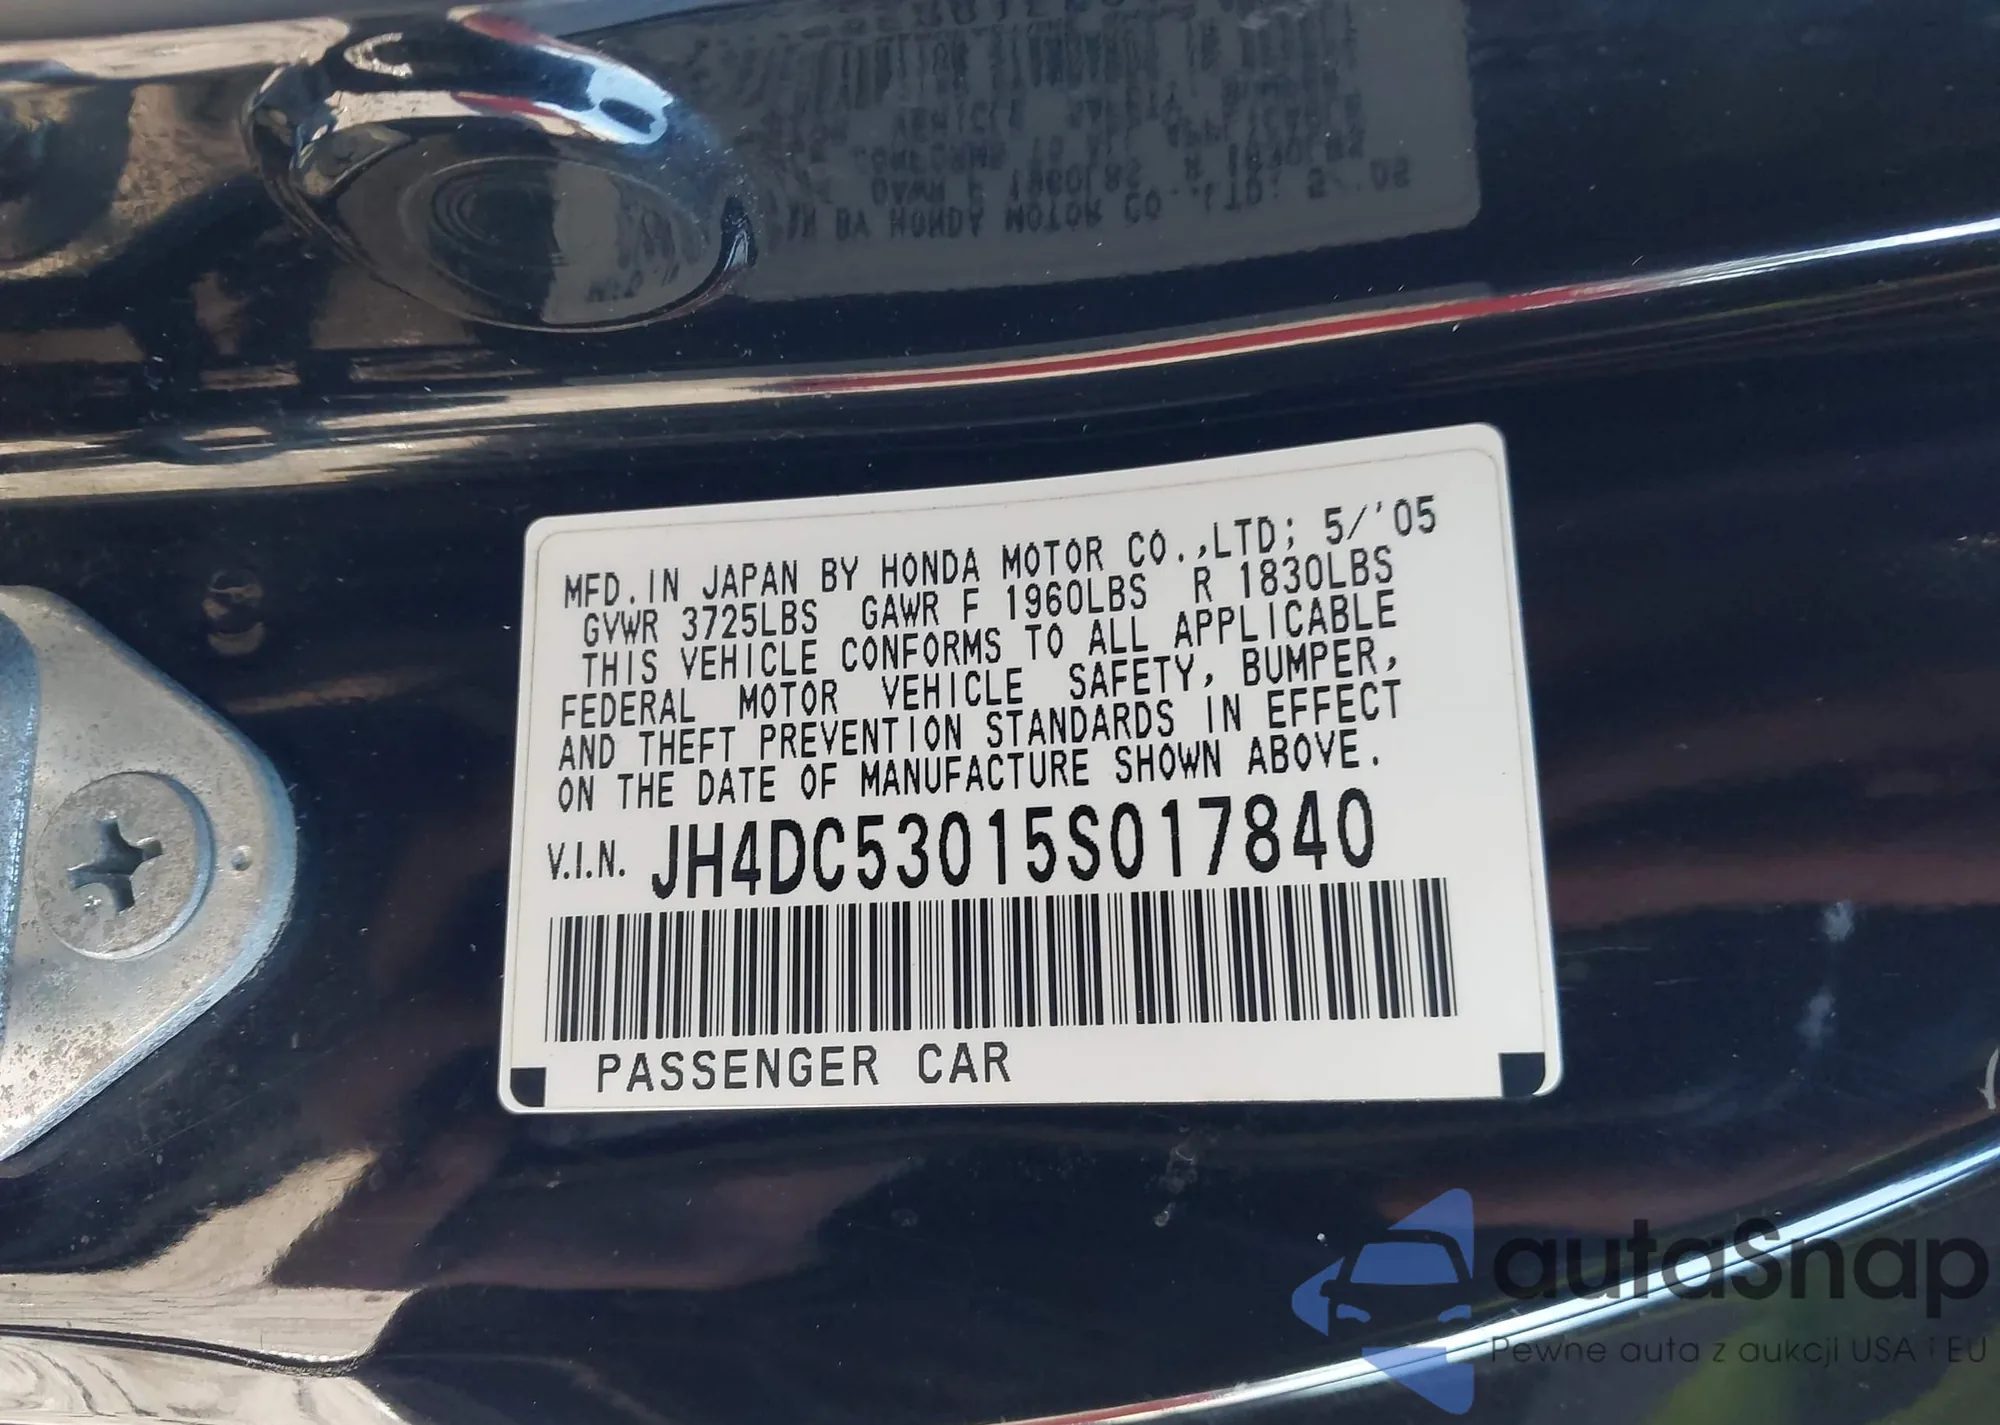 MFD. IN JAPAN BY HONDA MOTOR CO.,LTD; 5/'05
GVWR 3725LBS GAWR F 1960LBS R 1830LBS
THIS VEHICLE CONFORMS TO ALL APPLICABLE
FEDERAL MOTOR VEHICLE SAFETY, BUMPER,
AND THEFT PREVENTION STANDARDS IN EFFECT
ON THE DATE OF MANUFACTURE SHOWN ABOVE.
V.I.N. JH4DC53015S017840
PASSENGER CAR
autaSnap
Pewne auta z aukcji USA i EU